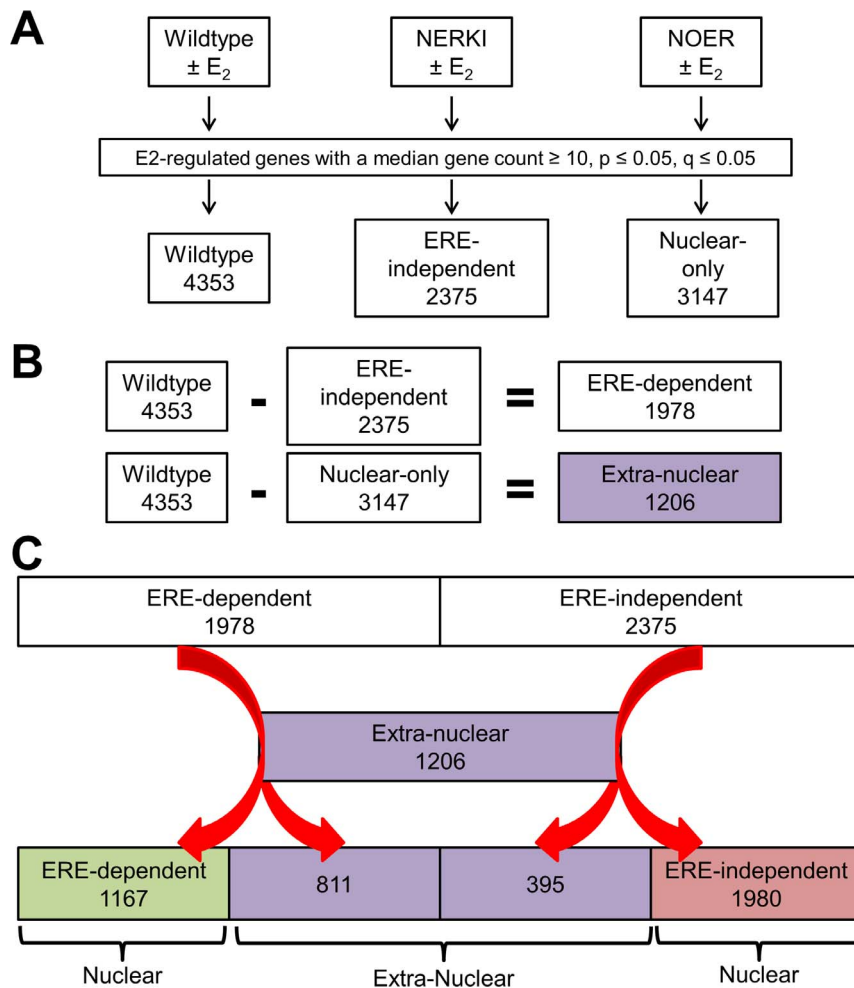 A
Wildtype
± E2
NERKI
± E2
NOER
± E2
E2-regulated genes with a median gene count ≥ 10, p ≤ 0.05, q ≤ 0.05
Wildtype
4353
ERE-
independent
2375
Nuclear-
only
3147
B
Wildtype
4353
-
ERE-
independent
2375
=
ERE-dependent
1978
Wildtype
4353
-
Nuclear-only
3147
=
Extra-nuclear
1206
C
ERE-dependent
1978
ERE-independent
2375
Extra-nuclear
1206
ERE-dependent
1167
811
395
ERE-independent
1980
Nuclear
Extra-Nuclear
Nuclear